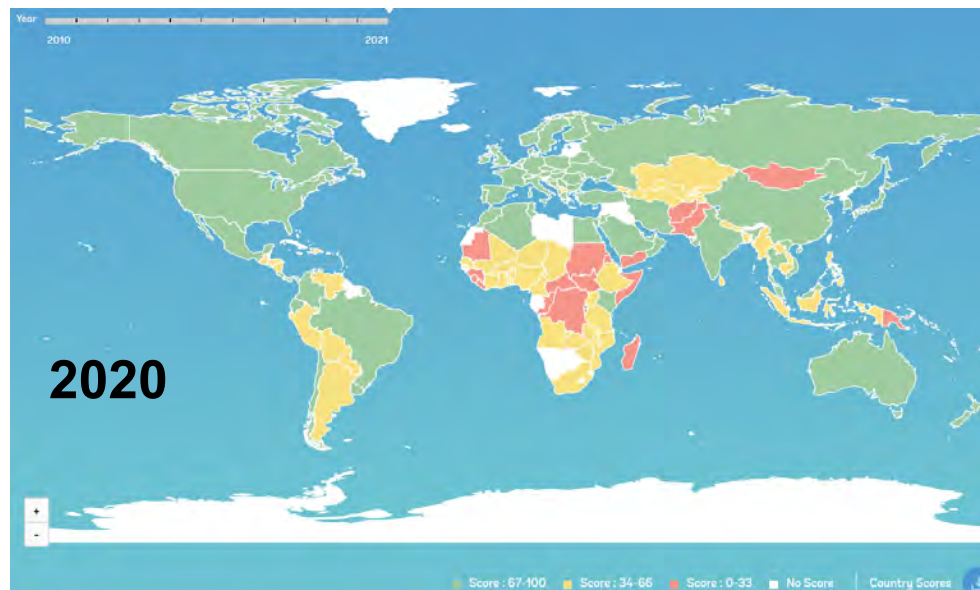 Year
2010 2021
2020
+
-
Score : 67-100 Score : 34-66 Score : 0-33 No Score Country Scores